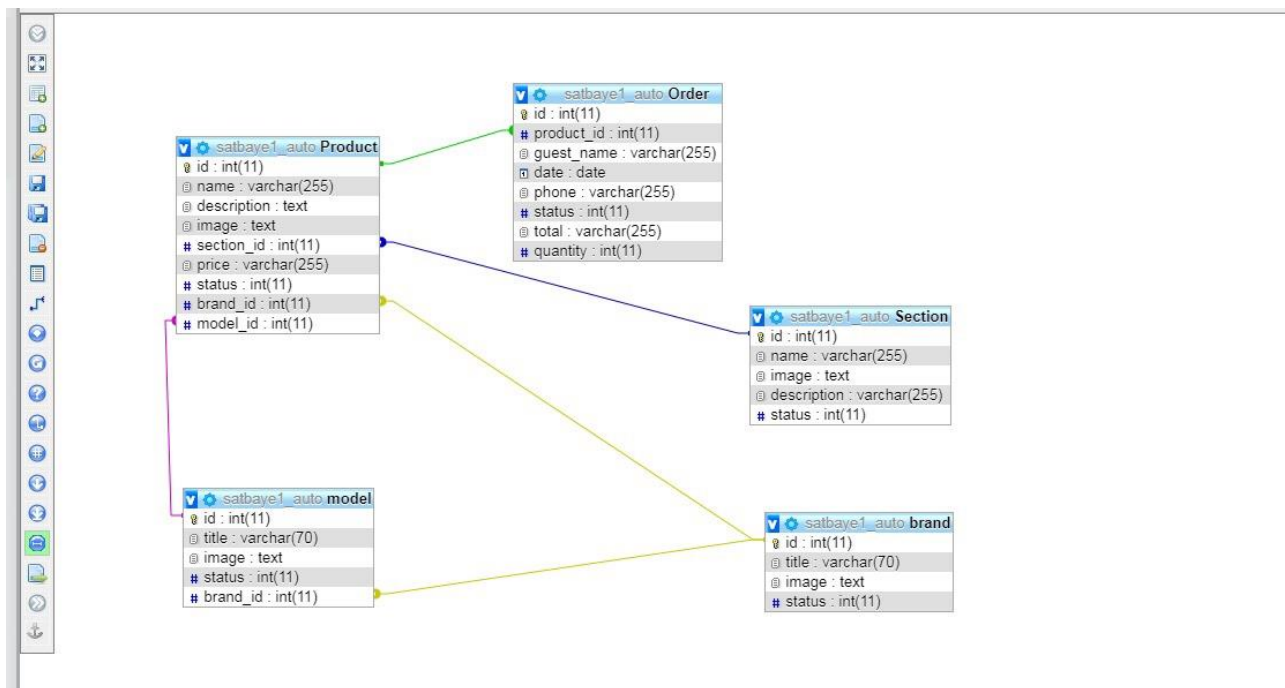 satbaye1_auto Product
id : int(11)
name : varchar(255)
description : text
image : text
section_id : int(11)
price : varchar(255)
status : int(11)
brand_id : int(11)
model_id : int(11)
satbaye1_auto Order
id : int(11)
product_id : int(11)
guest_name : varchar(255)
date : date
phone : varchar(255)
status : int(11)
total : varchar(255)
quantity : int(11)
satbaye1_auto Section
id : int(11)
name : varchar(255)
image : text
description : varchar(255)
status : int(11)
satbaye1_auto model
id : int(11)
title : varchar(70)
image : text
status : int(11)
brand_id : int(11)
satbaye1_auto brand
id : int(11)
title : varchar(70)
image : text
status : int(11)